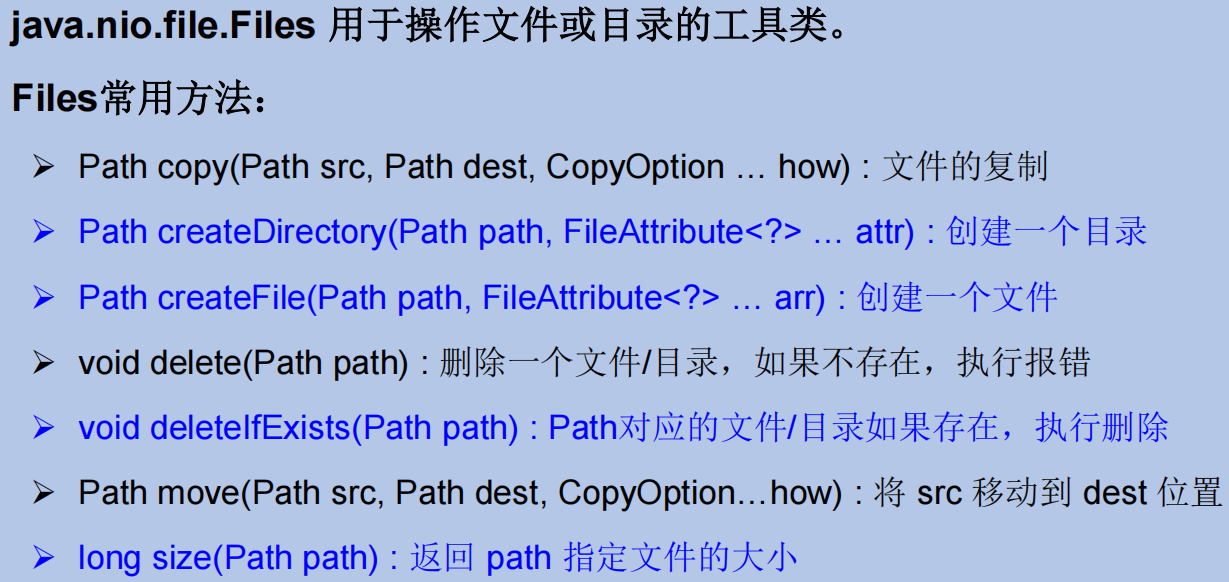 java.nio.file.Files 用于操作文件或目录的工具类。
Files常用方法：
➢ Path copy(Path src, Path dest, CopyOption … how) : 文件的复制
➢ Path createDirectory(Path path, FileAttribute<?> … attr) : 创建一个目录
➢ Path createFile(Path path, FileAttribute<?> … arr) : 创建一个文件
➢ void delete(Path path) : 删除一个文件/目录，如果不存在，执行报错
➢ void deleteIfExists(Path path) : Path对应的文件/目录如果存在，执行删除
➢ Path move(Path src, Path dest, CopyOption…how) : 将 src 移动到 dest 位置
➢ long size(Path path) : 返回 path 指定文件的大小